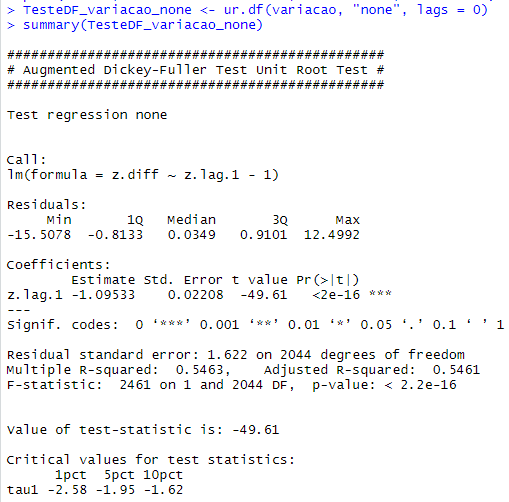 > TesteDF_variacao_none <- ur.df(variacao, "none", lags = 0)
> summary(TesteDF_variacao_none)
###############################################
# Augmented Dickey-Fuller Test Unit Root Test #
###############################################
Test regression none
Call:
lm(formula = z.diff ~ z.lag.1 - 1)
Residuals:
Min 1Q Median 3Q Max
-15.5078 -0.8133 0.0349 0.9101 12.4992
Coefficients:
Estimate Std. Error t value Pr(>|t|)
z.lag.1 -1.09533 0.02208 -49.61 <2e-16 ***
---
Signif. codes: 0 ‘***’ 0.001 ‘**’ 0.01 ‘*’ 0.05 ‘.’ 0.1 ‘ ’ 1
Residual standard error: 1.622 on 2044 degrees of freedom
Multiple R-squared: 0.5463, Adjusted R-squared: 0.5461
F-statistic: 2461 on 1 and 2044 DF, p-value: < 2.2e-16
Value of test-statistic is: -49.61
Critical values for test statistics:
1pct 5pct 10pct
tau1 -2.58 -1.95 -1.62